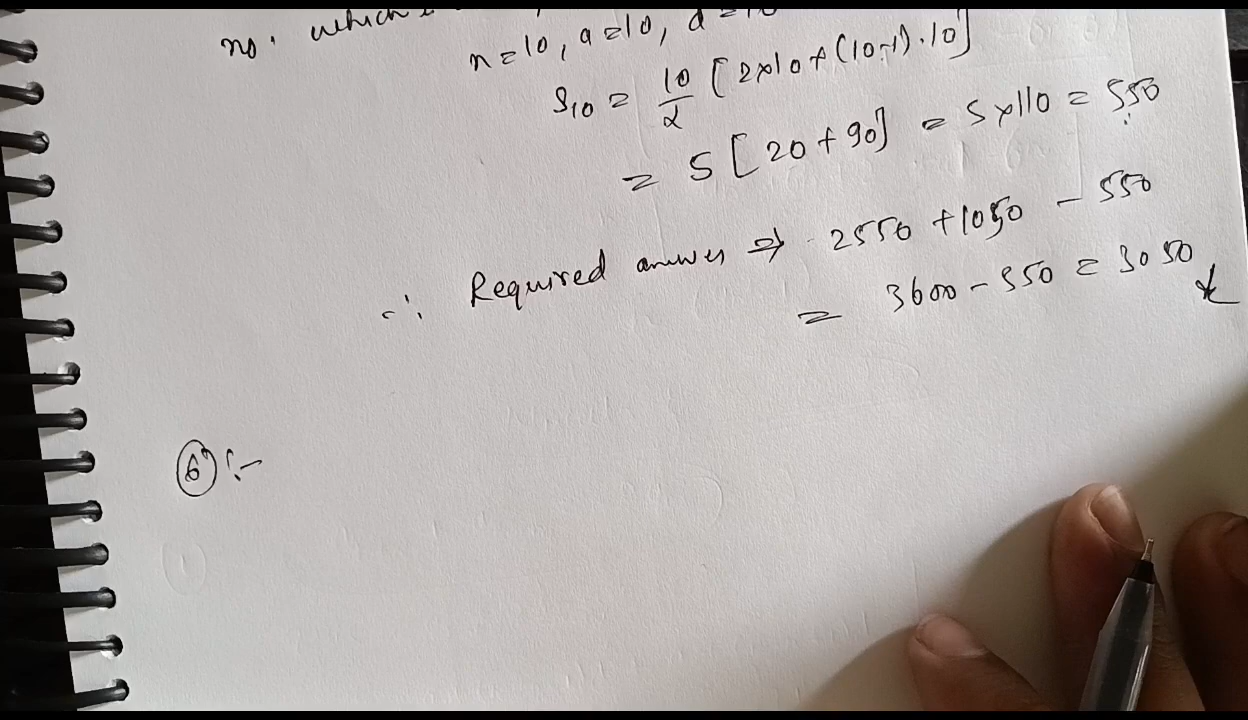 no. which
n=10, a=10, d=10
S10 = 10/2 [2×10+(10-1).10]
= 5[20+90] = 5×110 = 550
∴ Required answer ⇒ 2550 +1050 - 550
= 3600-550 = 3050
6 :-